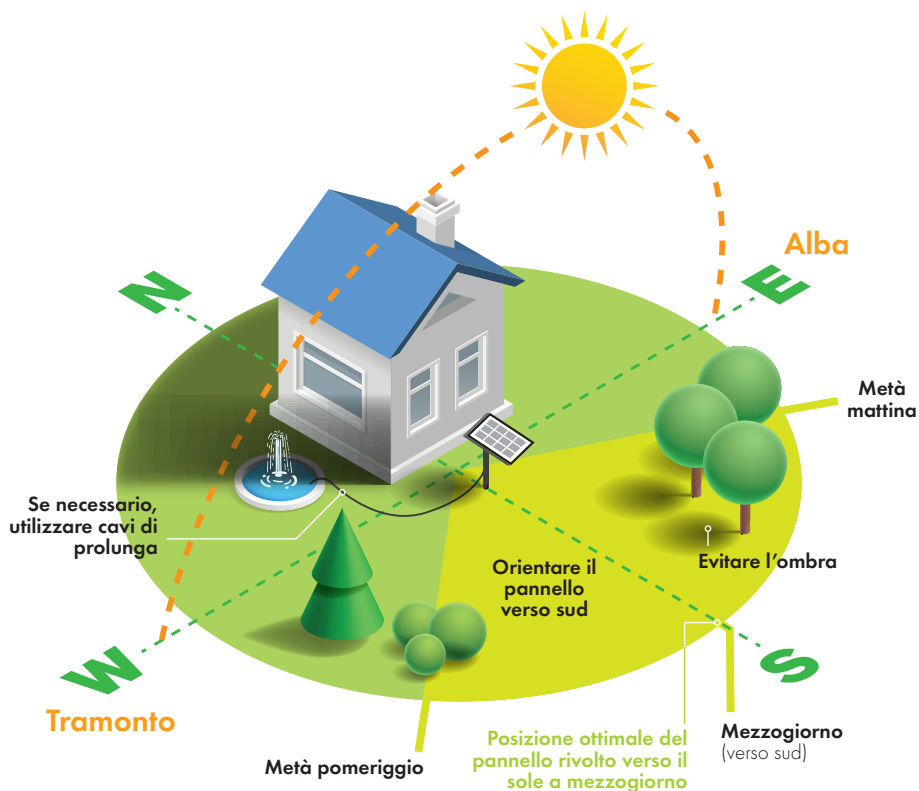 Alba
N
E
Metà
mattina
Se necessario,
utilizzare cavi di
prolunga
Evitare l'ombra
Orientare il
pannello
verso sud
W
S
Tramonto
Mezzogiorno
(verso sud)
Posizione ottimale del
pannello rivolto verso il
sole a mezzogiorno
Metà pomeriggio